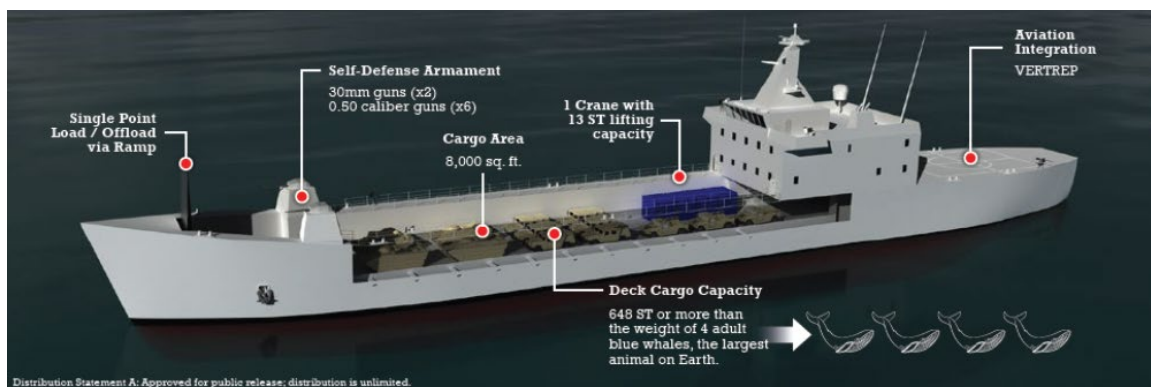 Single Point
Load / Offload
via Ramp
Self-Defense Armament
30mm guns (x2)
0.50 caliber guns (x6)
Cargo Area
8,000 sq. ft.
1 Crane with
13 ST lifting
capacity
Aviation
Integration
VERTREP
Deck Cargo Capacity
648 ST or more than
the weight of 4 adult
blue whales, the largest
animal on Earth.
Distribution Statement A: Approved for public release; distribution is unlimited.